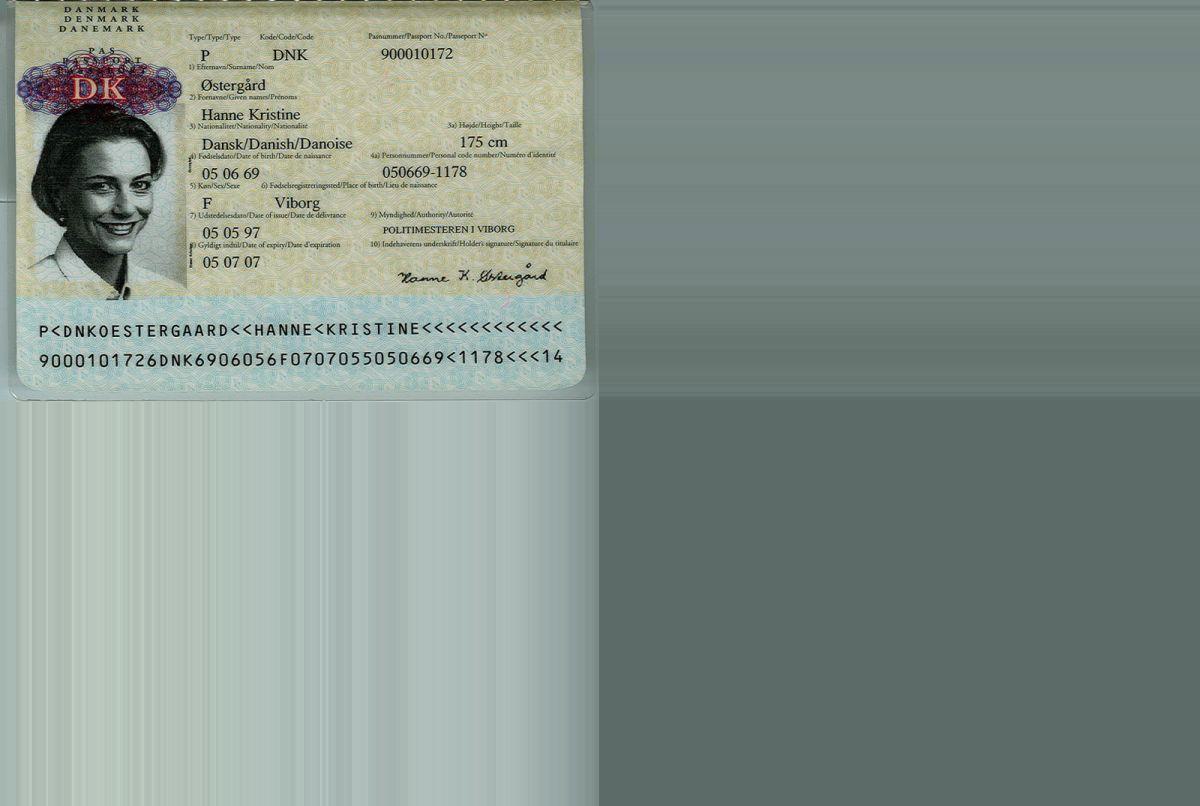 DANMARK
DENMARK
DANEMARK
PAS
PASSPORT
DK
Type/Type/Type Kode/Code/Code Pasnummer/Passport No./Passeport Nº
P DNK 900010172
1) Efternavn/Surname/Nom
Østergård
2) Fornavne/Given names/Prénoms
Hanne Kristine
3) Nationalitet/Nationality/Nationalité 3a) Højde/Height/Taille
Dansk/Danish/Danoise 175 cm
4) Fødselsdato/Date of birth/Date de naissance 4a) Personnummer/Personal code number/Numéro d'identité
05 06 69 050669-1178
5) Køn/Sex/Sexe 6) Fødselsregistreringssted/Place of birth/Lieu de naissance
F Viborg
7) Udstedelsesdato/Date of issue/Date de délivrance 9) Myndighed/Authority/Autorité
05 05 97 POLITIMESTEREN I VIBORG
8) Gyldigt indtil/Date of expiry/Date d'expiration 10) Indehaverens underskrift/Holder's signature/Signature du titulaire
05 07 07
Hanne K. Østergård
P<DNKOESTERGAARD<<HANNE<KRISTINE<<<<<<<<<<<<
9000101726DNK6906056F0707055050669<1178<<<14